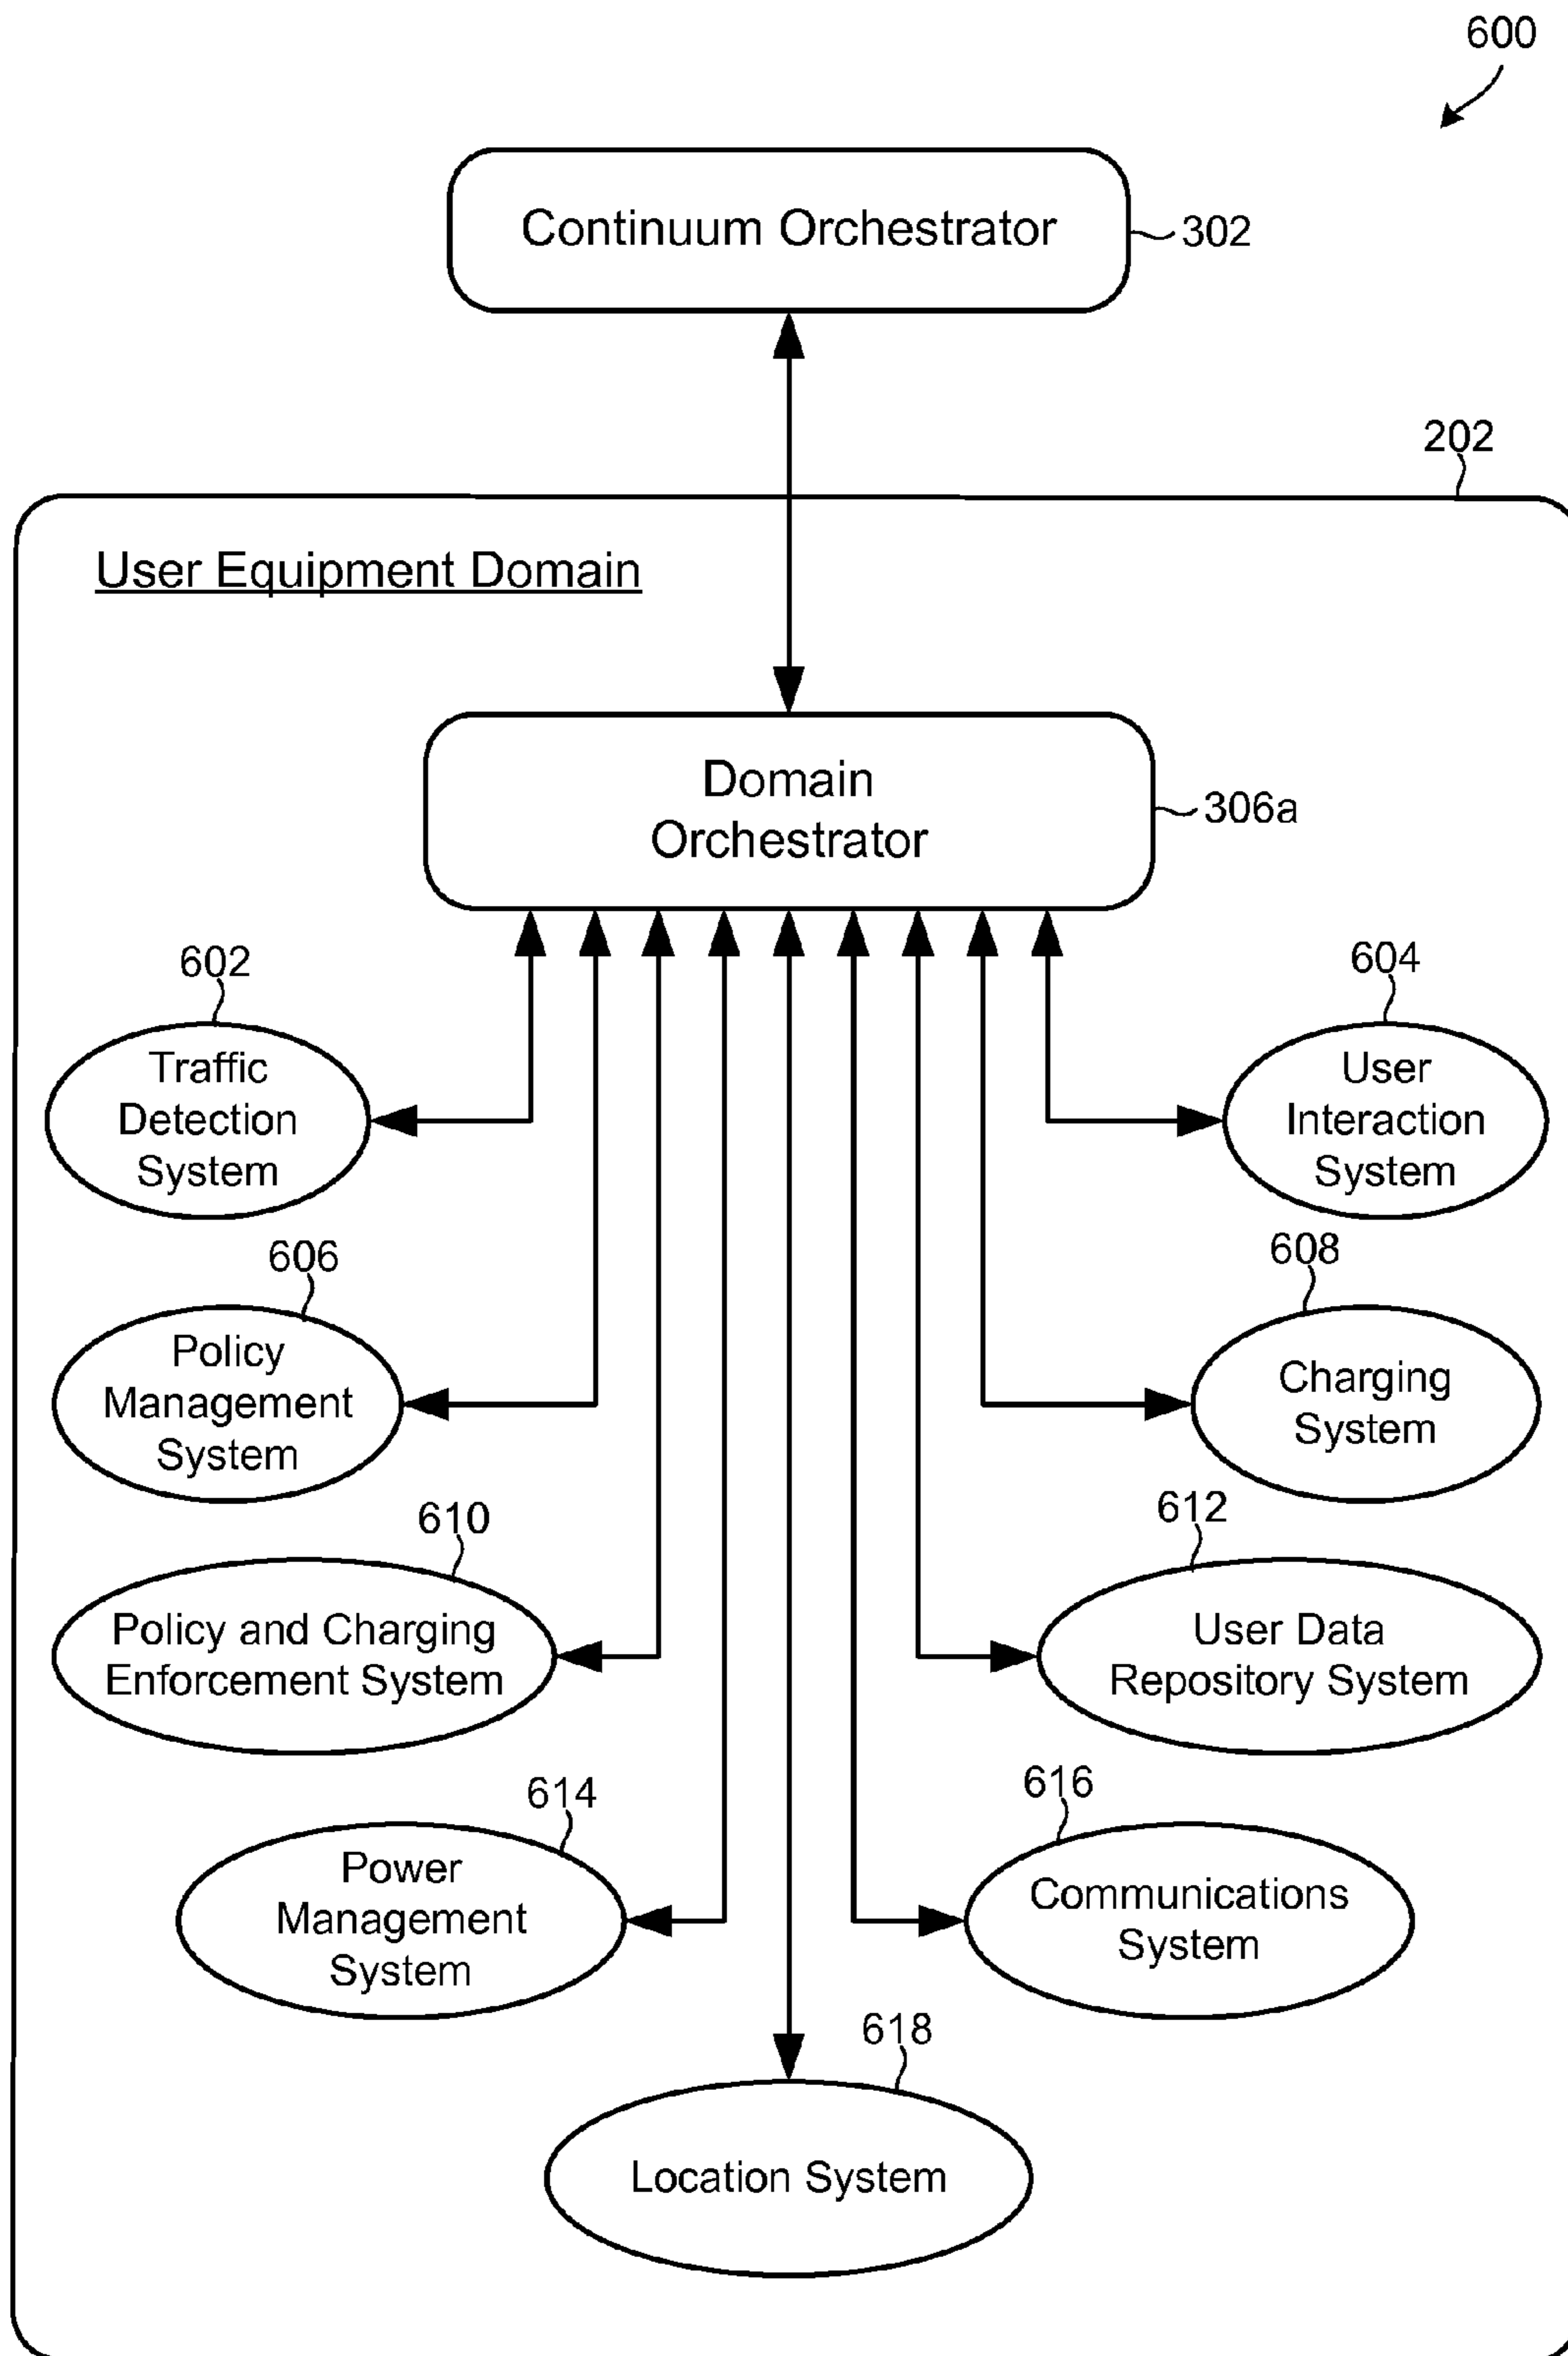 600
Continuum Orchestrator
302
202
User Equipment Domain
Domain
Orchestrator
306a
602
604
Traffic
Detection
System
User
Interaction
System
606
608
Policy
Management
System
Charging
System
610
612
Policy and Charging
Enforcement System
User Data
Repository System
614
616
Power
Management
System
Communications
System
618
Location System